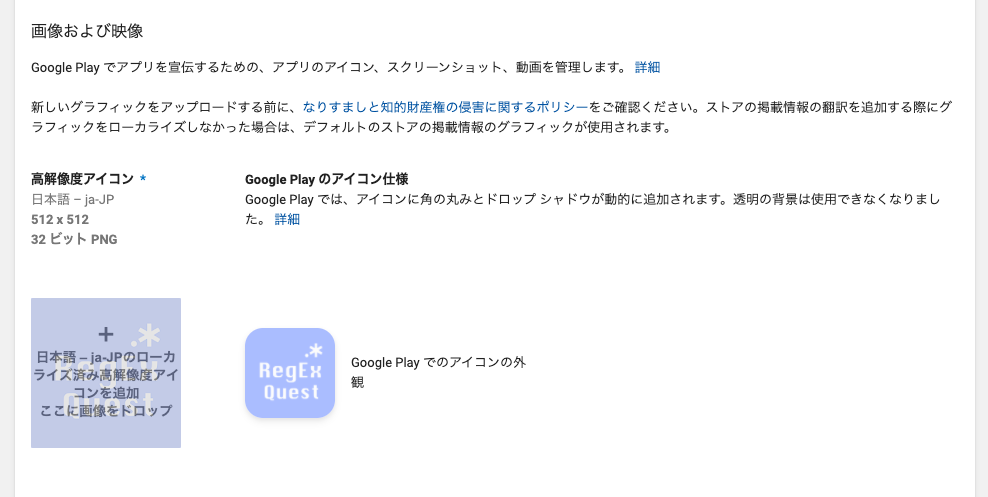 画像および映像
Google Play でアプリを宣伝するための、アプリのアイコン、スクリーンショット、動画を管理します。 詳細
新しいグラフィックをアップロードする前に、なりすましと知的財産権の侵害に関するポリシーをご確認ください。ストアの掲載情報の翻訳を追加する際にグ
ラフィックをローカライズしなかった場合は、デフォルトのストアの掲載情報のグラフィックが使用されます。
高解像度アイコン *
日本語 – ja-JP
512 x 512
32 ビット PNG
Google Play のアイコン仕様
Google Play では、アイコンに角の丸みとドロップ シャドウが動的に追加されます。透明の背景は使用できなくなりまし
た。 詳細
+
.*
日本語 – ja-JPのローカ
ライズ済み高解像度アイ
コンを追加
ここに画像をドロップ
RegEx
Quest
.*
RegEx
Quest
Google Play でのアイコンの外
観